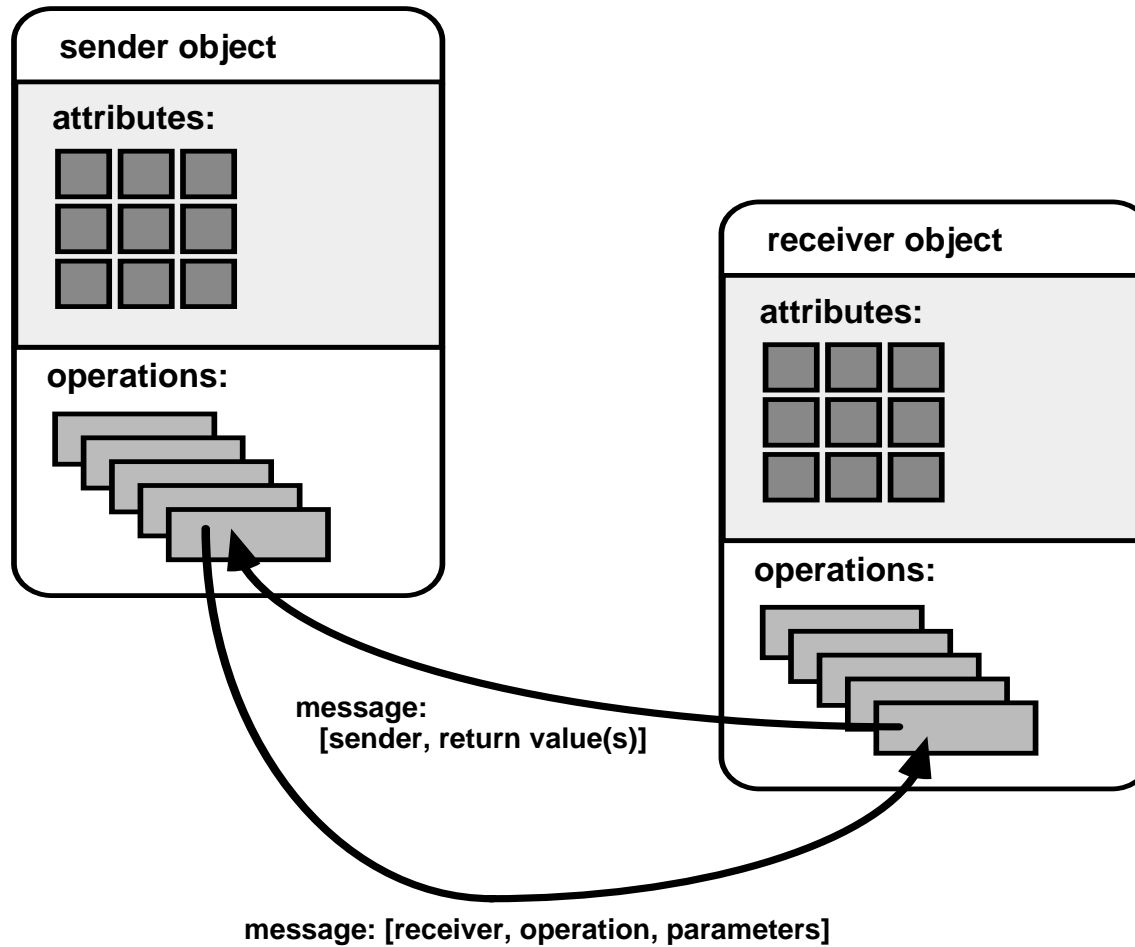 sender object
attributes:
operations:
receiver object
attributes:
operations:
message:
[sender, return value(s)]
message: [receiver, operation, parameters]